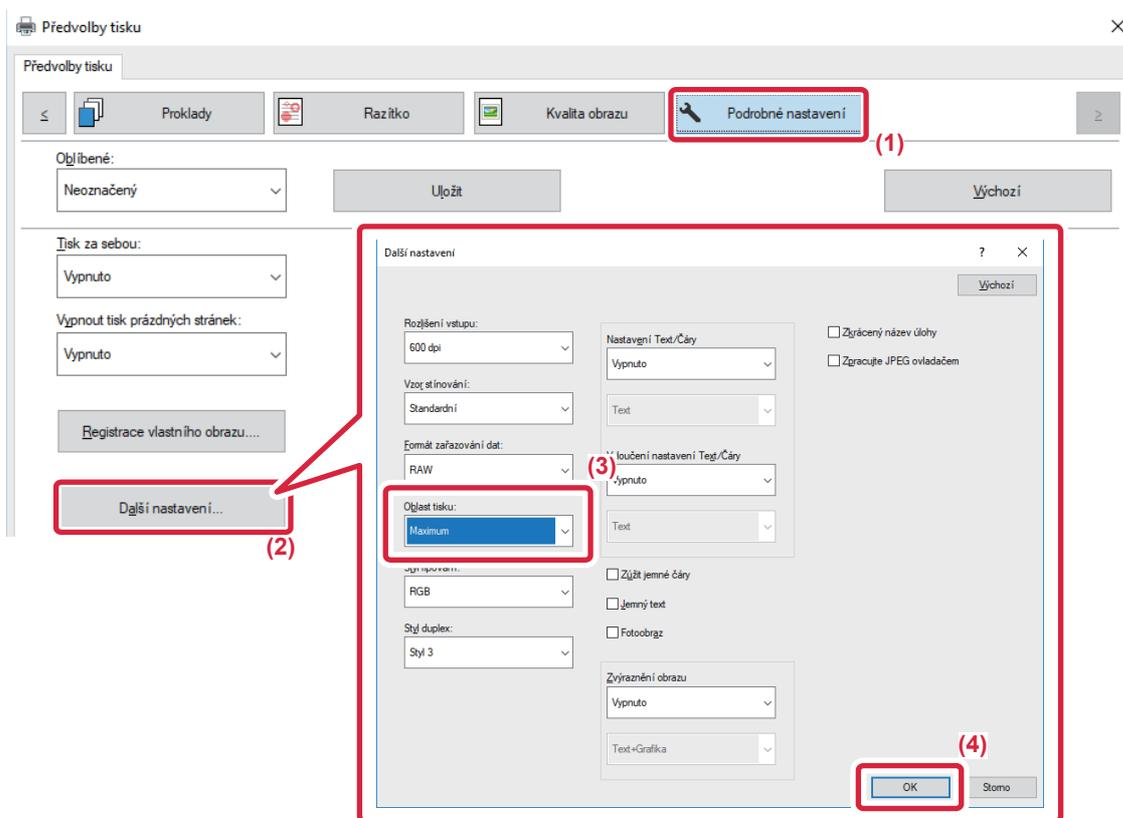 Předvolby tisku
Předvolby tisku
<
Proklady
Razítko
Kvalita obrazu
Podrobné nastavení
>
(1)
Oblíbené:
Neoznačený
Uložit
Výchozí
Tisk za sebou:
Vypnuto
Vypnout tisk prázdných stránek:
Vypnuto
Registrace vlastního obrazu....
Další nastavení...
(2)
Další nastavení
?
Výchozí
Rozlišení vstupu:
600 dpi
Vzor stínování:
Standardní
Formát zařazování dat:
RAW
(3)
Oblast tisku:
Maximum
RGB
Styl duplex:
Styl 3
Nastavení Text/Čáry
Vypnuto
Text
loučení nastavení Text/Čáry
Vypnuto
Text
Zúžit jemné čáry
Jemný text
Fotoobraz
Zvýraznění obrazu
Vypnuto
Text+Grafika
Zkrácený název úlohy
Zpracujte JPEG ovladačem
(4)
OK
Storno